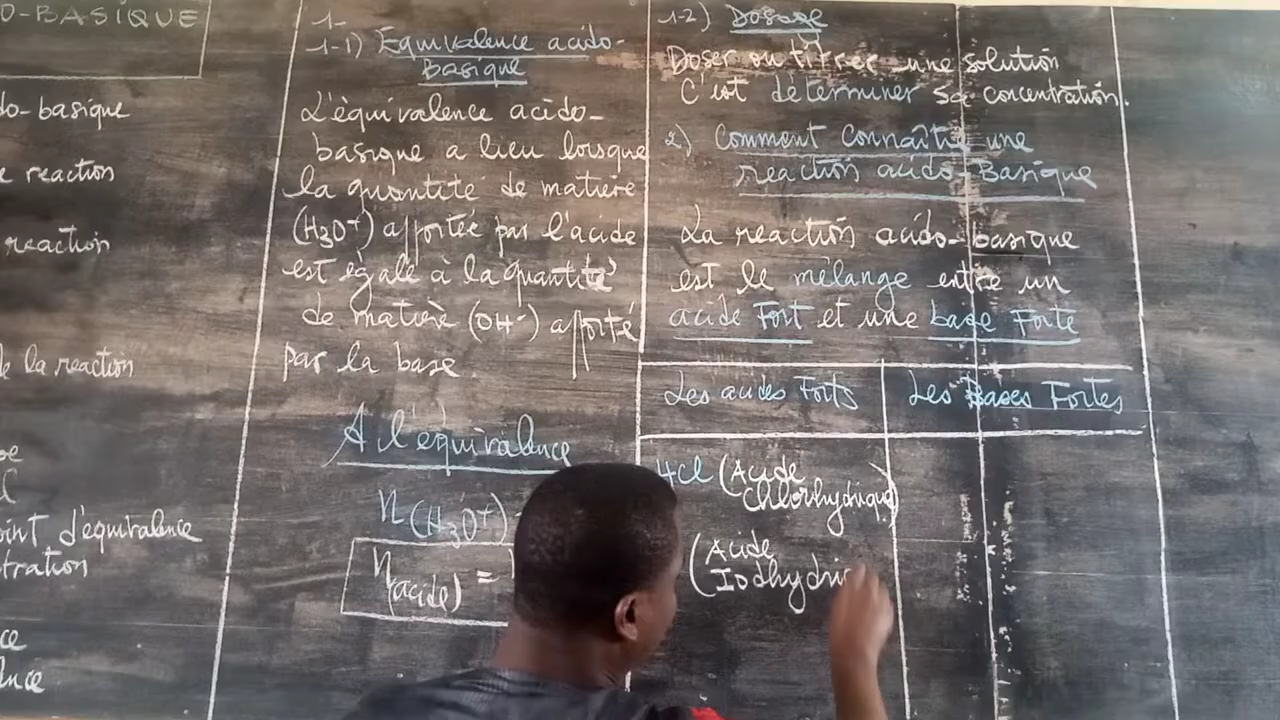 O-BASIQUE
do-basique
e reaction
reaction
de la reaction
point d'équivalence
tration
ce
lence
1-
1-1) Equivalence acido-
Basique
L'équivalence acido-
basique a lieu lorsque
la quantité de matière
(H3O+) apportée par l'acide
est égale à la quantité
de matière (OH-) apporté
par la base.
A l'équivalence
n(H3O+)
n(acide) =
1-2) Dosage
Doser ou titrer une solution
C'est déterminer sa concentration.
2) Comment Connaître une
reaction acido-Basique
La reaction acido-basique
est le mélange entre un
acide Fort et une base Forte
Les acides Forts
Les Bases Fortes
HCl (Acide
Chlorhydrique)
(Acide
Iodhydri